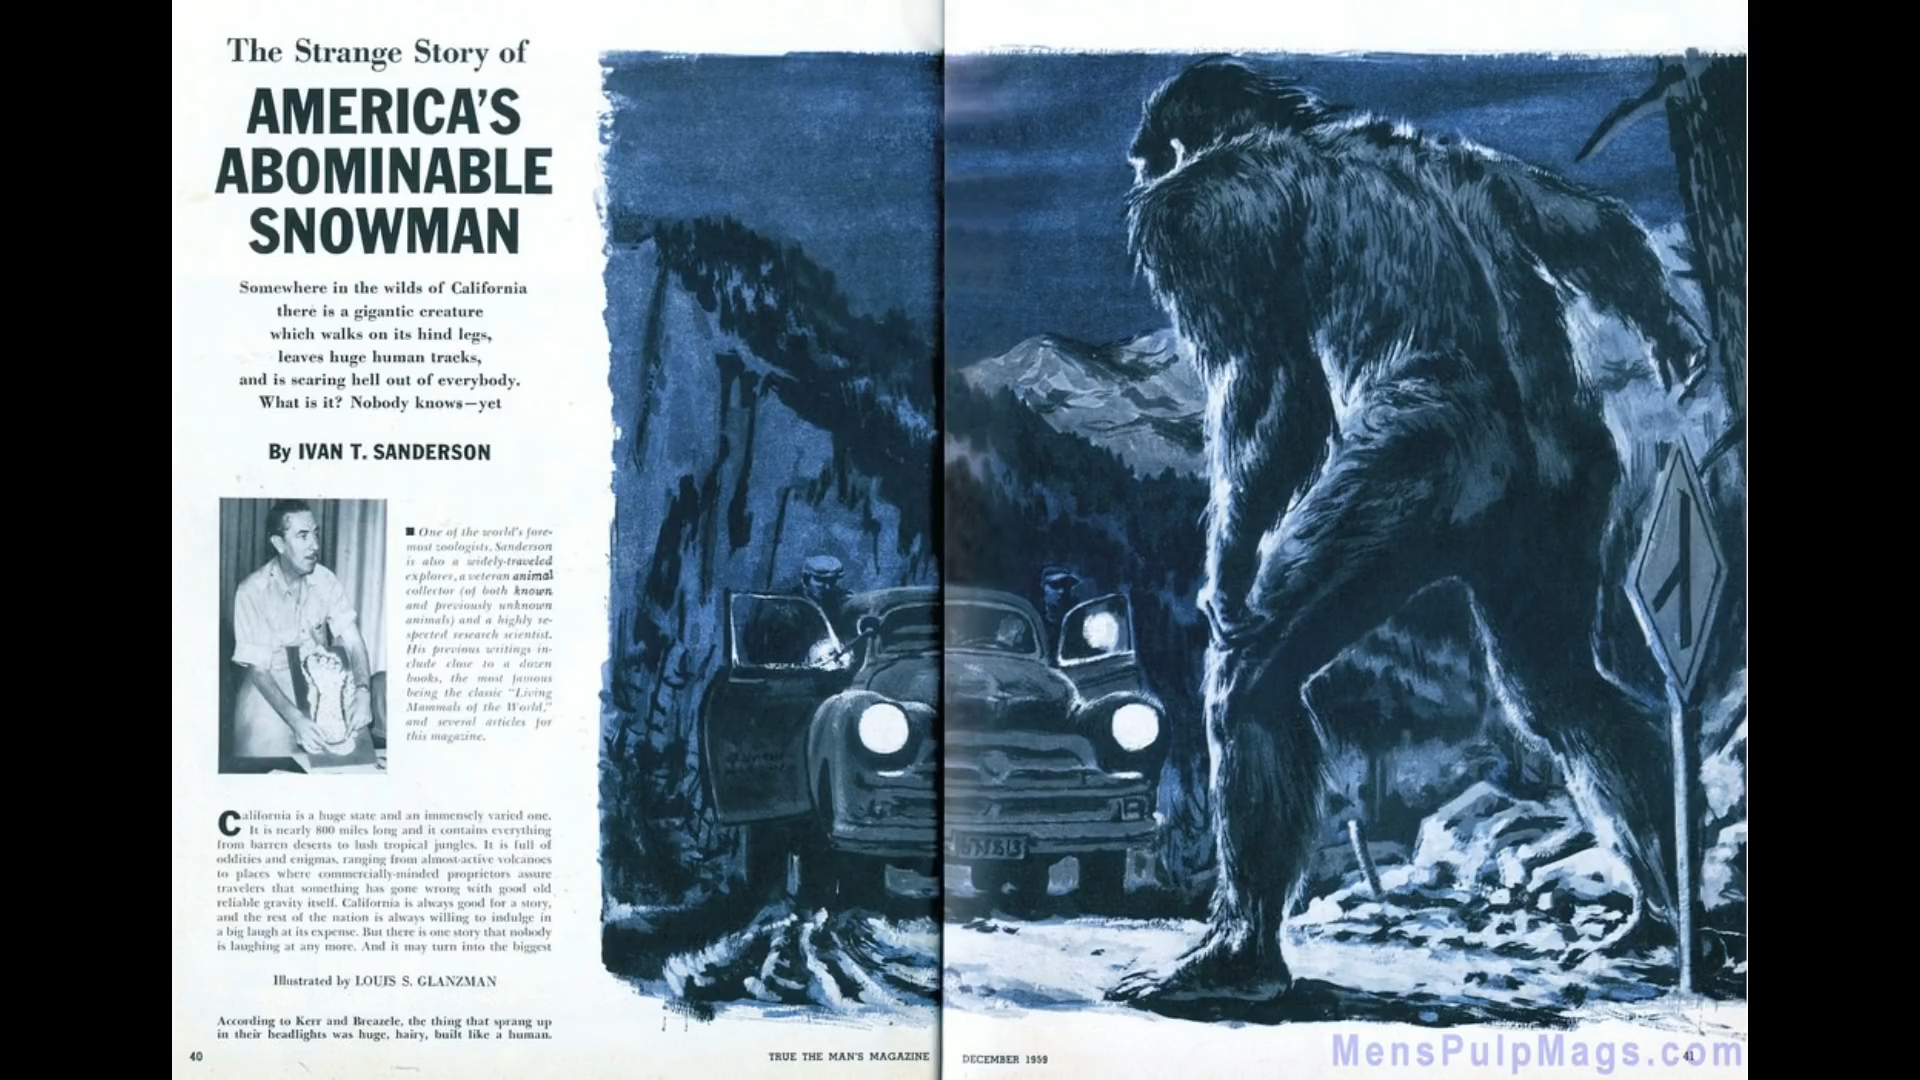 The Strange Story of
AMERICA'S
ABOMINABLE
SNOWMAN
Somewhere in the wilds of California
there is a gigantic creature
which walks on its hind legs,
leaves huge human tracks,
and is scaring hell out of everybody.
What is it? Nobody knows—yet
By IVAN T. SANDERSON
■ One of the world's fore-
most zoologists, Sanderson
is also a widely-traveled
explorer, a veteran animal
collector (of both known
and previously unknown
animals) and a highly re-
spected research scientist.
His previous writings in-
clude close to a dozen
books, the most famous
being the classic "Living
Mammals of the World,"
and several articles for
this magazine.
California is a huge state and an immensely varied one.
It is nearly 800 miles long and it contains everything
from barren deserts to lush tropical jungles. It is full of
oddities and enigmas, ranging from almost-active volcanoes
to places where commercially-minded proprietors assure
travelers that something has gone wrong with good old
reliable gravity itself. California is always good for a story,
and the rest of the nation is always willing to indulge in
a big laugh at its expense. But there is one story that nobody
is laughing at any more. And it may turn into the biggest
Illustrated by LOUIS S. GLANZMAN
According to Kerr and Breazele, the thing that sprang up
in their headlights was huge, hairy, built like a human.
40
TRUE THE MAN'S MAGAZINE
DECEMBER 1959
41
MensPulpMags.com